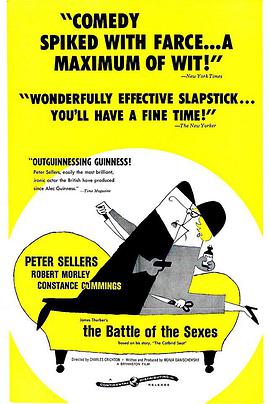 "COMEDY
SPIKED WITH FARCE...A
MAXIMUM OF WIT!"
—New York Times
"WONDERFULLY EFFECTIVE SLAPSTICK...
YOU'LL HAVE A FINE TIME!"
—The New Yorker
"OUTGUINNESSING GUINNESS!
Peter Sellers, easily the most brilliant,
ironic actor the British have produced
since Alec Guinness." —Time Magazine
PETER SELLERS
ROBERT MORLEY
CONSTANCE CUMMINGS
James Thurber's
the Battle of the Sexes
based on his story, "The Catbird Seat"
Directed by CHARLES CRICHTON • Written and Produced by MONJA DANISCHEWSKY
A BRYANSTON FILM
CONTINENTAL DISTRIBUTING
RELEASE